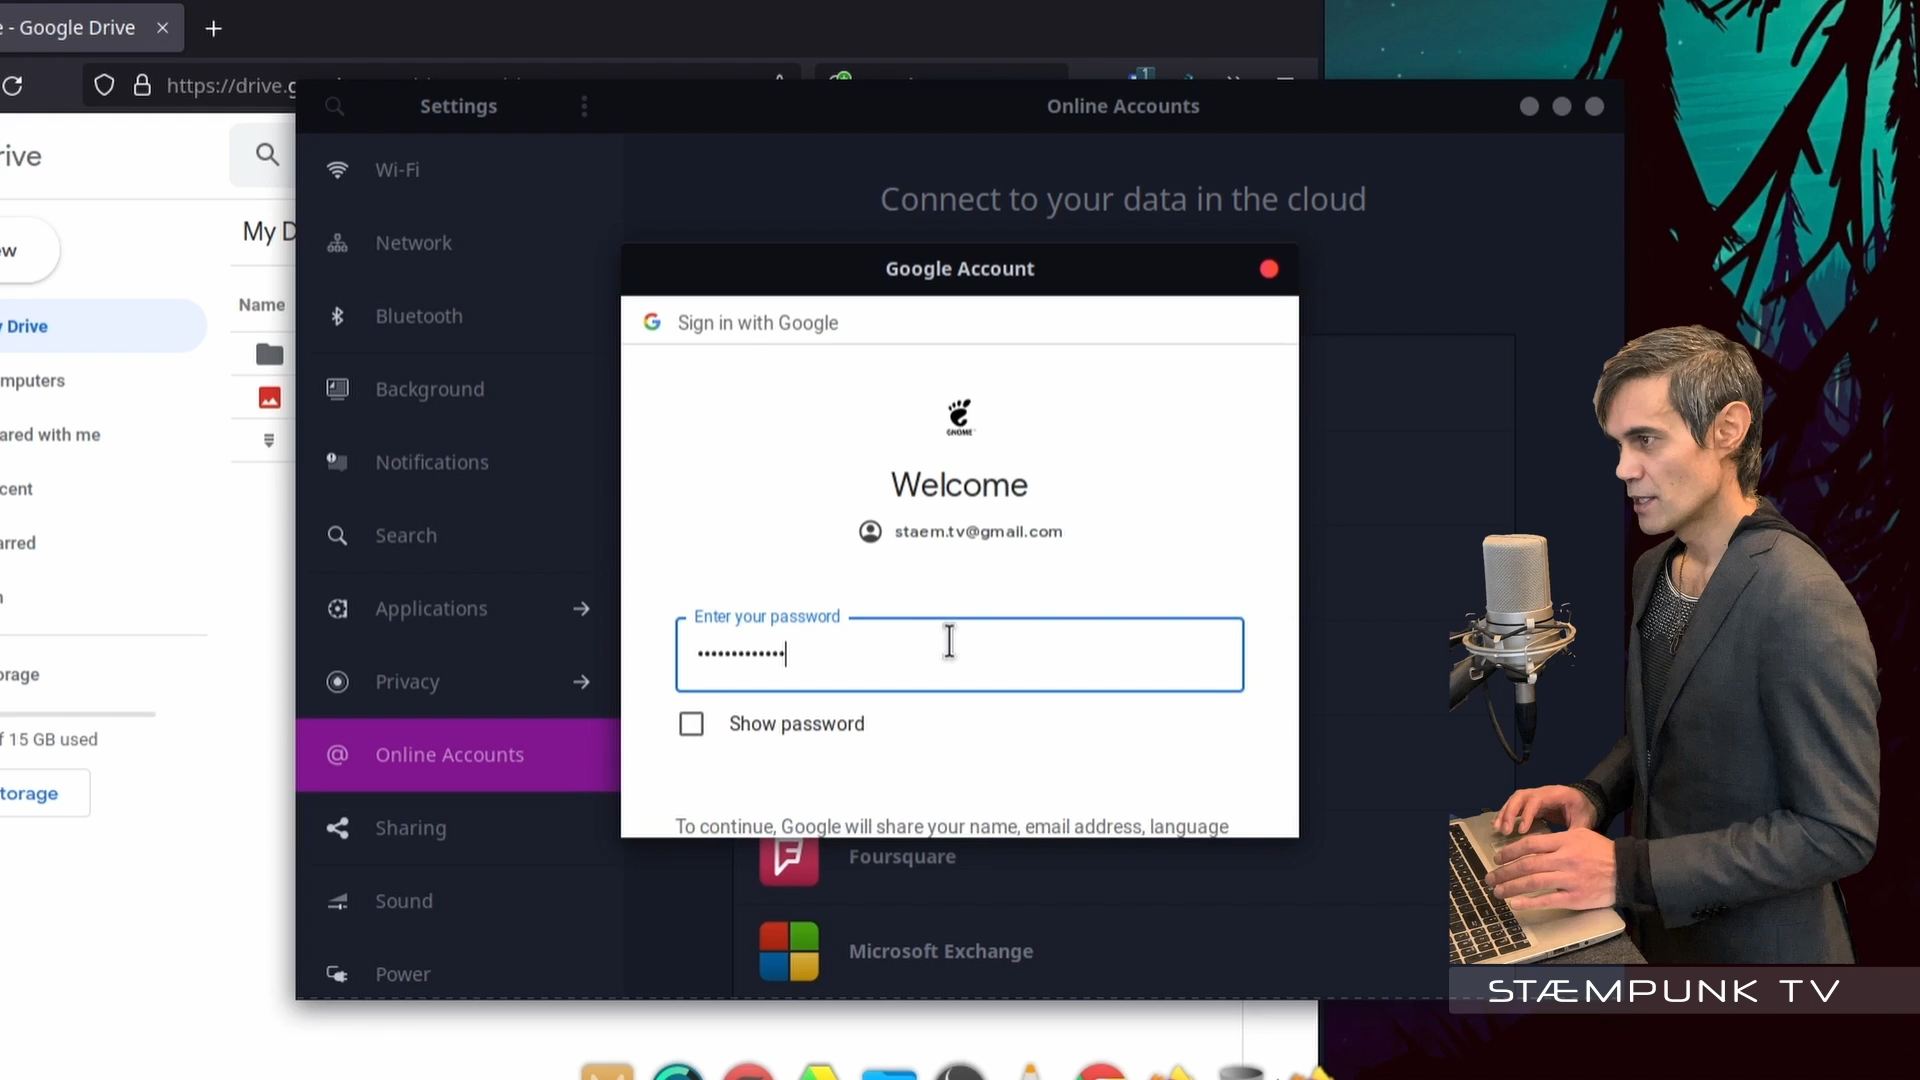 e - Google Drive
https://drive.g
Settings
Online Accounts
rive
Wi-Fi
Connect to your data in the cloud
My D
ew
Network
Google Account
Name
Bluetooth
Sign in with Google
y Drive
mputers
Background
GNOME
ared with me
Notifications
Welcome
cent
staem.tv@gmail.com
arred
Search
n
Applications
Enter your password
•••••••••••••
orage
Privacy
Show password
f 15 GB used
Online Accounts
torage
Sharing
To continue, Google will share your name, email address, language
Foursquare
Sound
Microsoft Exchange
Power
STÆMPUNK TV